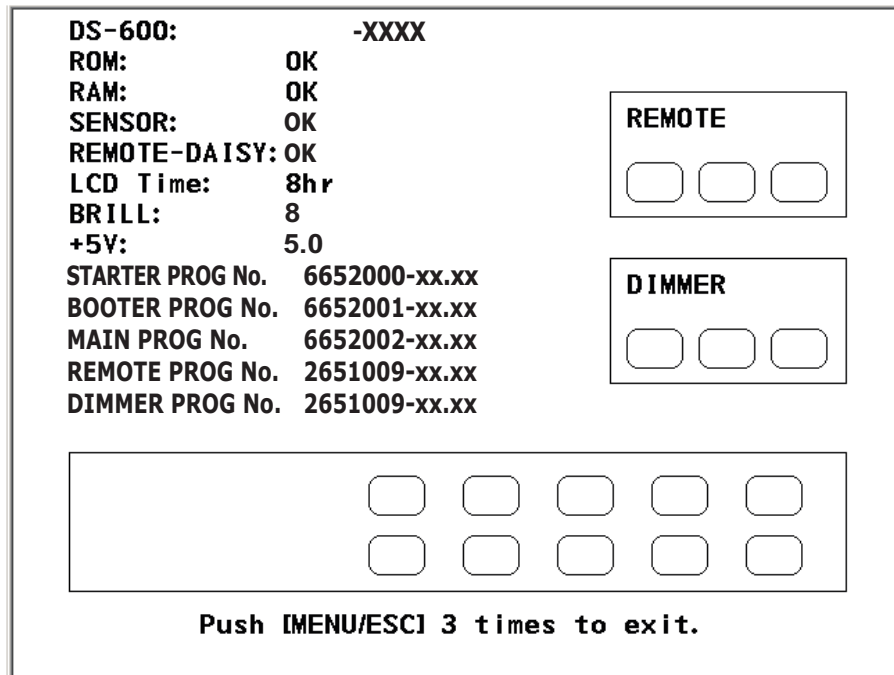 DS-600: -XXXX
ROM: OK
RAM: OK
SENSOR: OK
REMOTE-DAISY: OK
LCD Time: 8hr
BRILL: 8
+5V: 5.0
STARTER PROG No. 6652000-xx.xx
BOOTER PROG No. 6652001-xx.xx
MAIN PROG No. 6652002-xx.xx
REMOTE PROG No. 2651009-xx.xx
DIMMER PROG No. 2651009-xx.xx
REMOTE
DIMMER
Push [MENU/ESC] 3 times to exit.